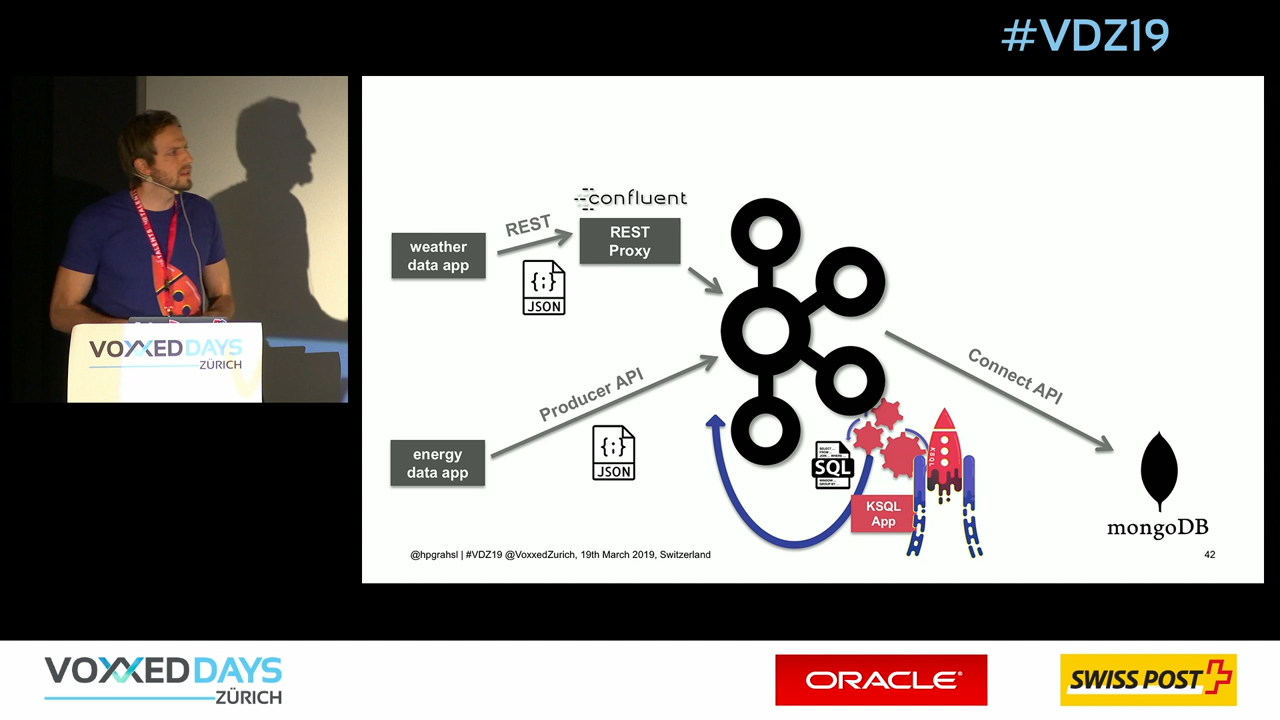 #VDZ19
confluent
REST
REST
Proxy
weather
data app
{;}
JSON
Connect API
Producer API
{;}
JSON
energy
data app
SQL
KSQL
KSQL
App
mongoDB
@hpgrahsl | #VDZ19 @VoxxedZurich, 19th March 2019, Switzerland
42
VOXXED DAYS
ZÜRICH
VOXXED DAYS
ZÜRICH
ORACLE®
SWISS POST